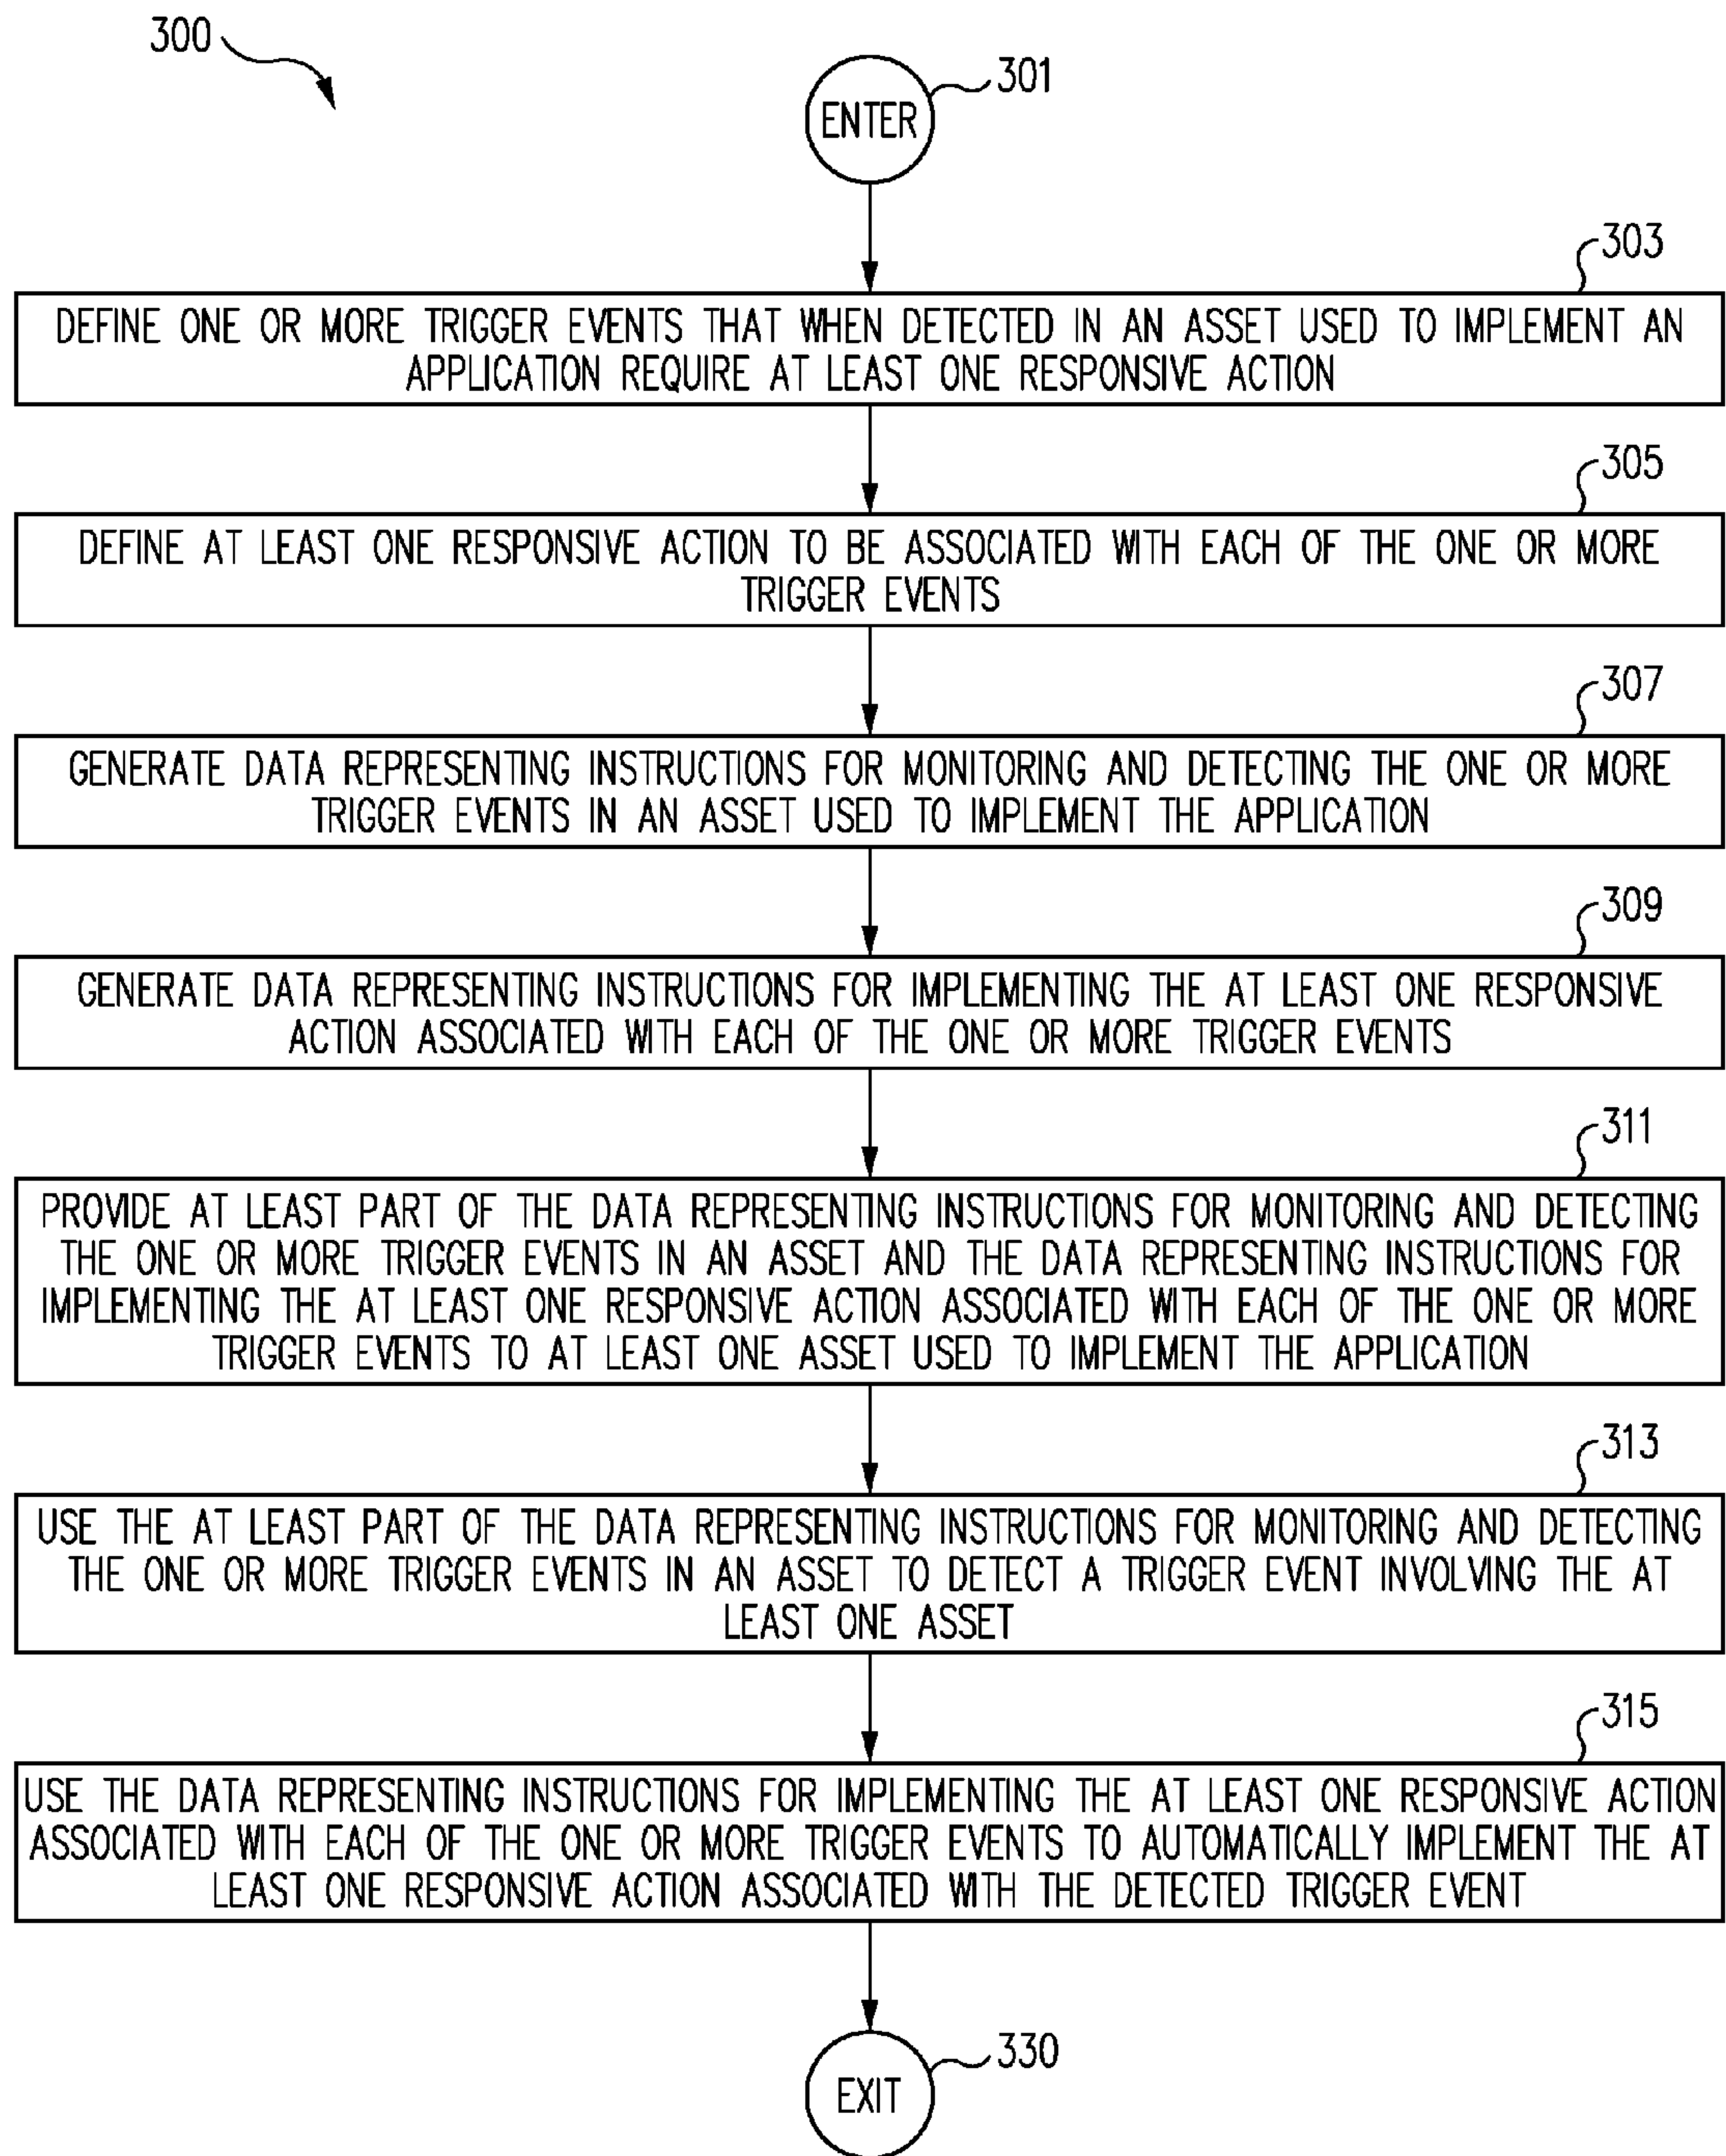 300
301
ENTER
303
DEFINE ONE OR MORE TRIGGER EVENTS THAT WHEN DETECTED IN AN ASSET USED TO IMPLEMENT AN
APPLICATION REQUIRE AT LEAST ONE RESPONSIVE ACTION
305
DEFINE AT LEAST ONE RESPONSIVE ACTION TO BE ASSOCIATED WITH EACH OF THE ONE OR MORE
TRIGGER EVENTS
307
GENERATE DATA REPRESENTING INSTRUCTIONS FOR MONITORING AND DETECTING THE ONE OR MORE
TRIGGER EVENTS IN AN ASSET USED TO IMPLEMENT THE APPLICATION
309
GENERATE DATA REPRESENTING INSTRUCTIONS FOR IMPLEMENTING THE AT LEAST ONE RESPONSIVE
ACTION ASSOCIATED WITH EACH OF THE ONE OR MORE TRIGGER EVENTS
311
PROVIDE AT LEAST PART OF THE DATA REPRESENTING INSTRUCTIONS FOR MONITORING AND DETECTING
THE ONE OR MORE TRIGGER EVENTS IN AN ASSET AND THE DATA REPRESENTING INSTRUCTIONS FOR
IMPLEMENTING THE AT LEAST ONE RESPONSIVE ACTION ASSOCIATED WITH EACH OF THE ONE OR MORE
TRIGGER EVENTS TO AT LEAST ONE ASSET USED TO IMPLEMENT THE APPLICATION
313
USE THE AT LEAST PART OF THE DATA REPRESENTING INSTRUCTIONS FOR MONITORING AND DETECTING
THE ONE OR MORE TRIGGER EVENTS IN AN ASSET TO DETECT A TRIGGER EVENT INVOLVING THE AT
LEAST ONE ASSET
315
USE THE DATA REPRESENTING INSTRUCTIONS FOR IMPLEMENTING THE AT LEAST ONE RESPONSIVE ACTION
ASSOCIATED WITH EACH OF THE ONE OR MORE TRIGGER EVENTS TO AUTOMATICALLY IMPLEMENT THE AT
LEAST ONE RESPONSIVE ACTION ASSOCIATED WITH THE DETECTED TRIGGER EVENT
330
EXIT